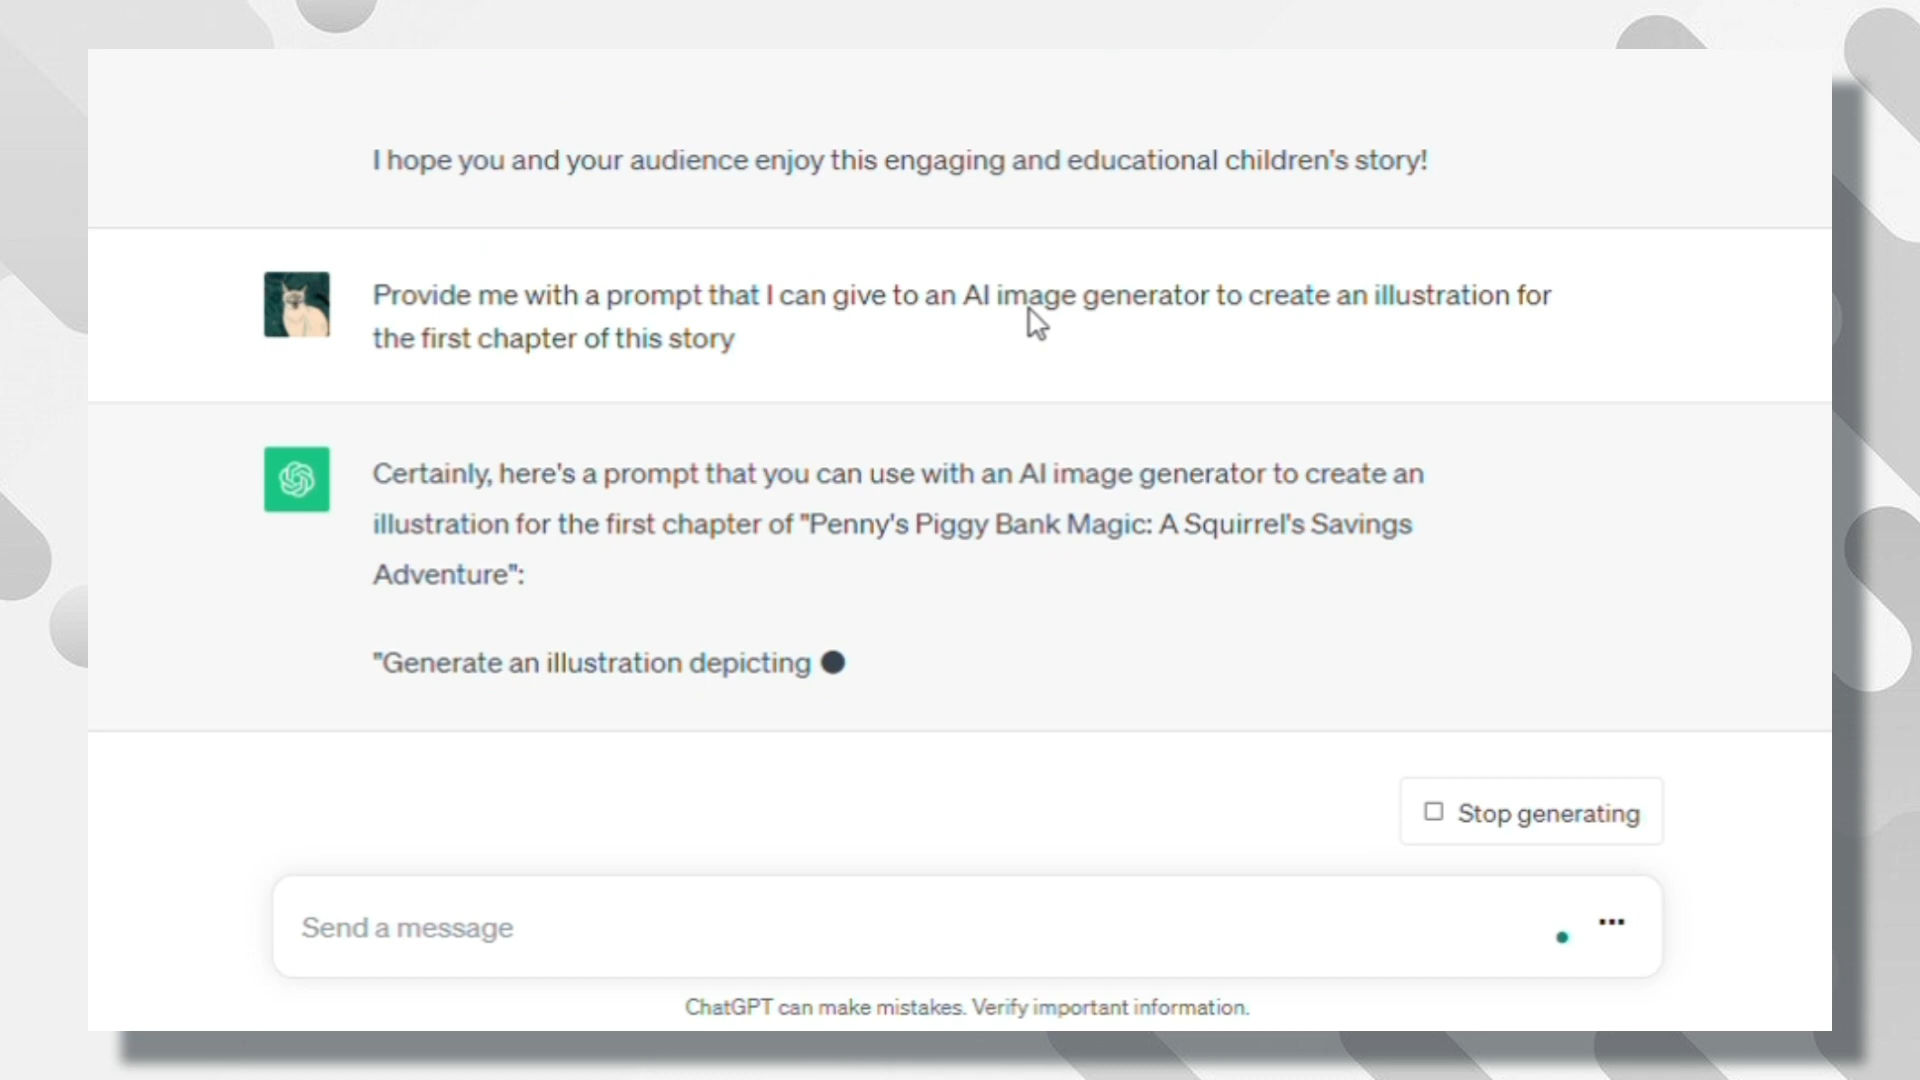 I hope you and your audience enjoy this engaging and educational children's story!
Provide me with a prompt that I can give to an AI image generator to create an illustration for
the first chapter of this story
Certainly, here's a prompt that you can use with an AI image generator to create an
illustration for the first chapter of "Penny's Piggy Bank Magic: A Squirrel's Savings
Adventure":
"Generate an illustration depicting
Stop generating
Send a message
ChatGPT can make mistakes. Verify important information.